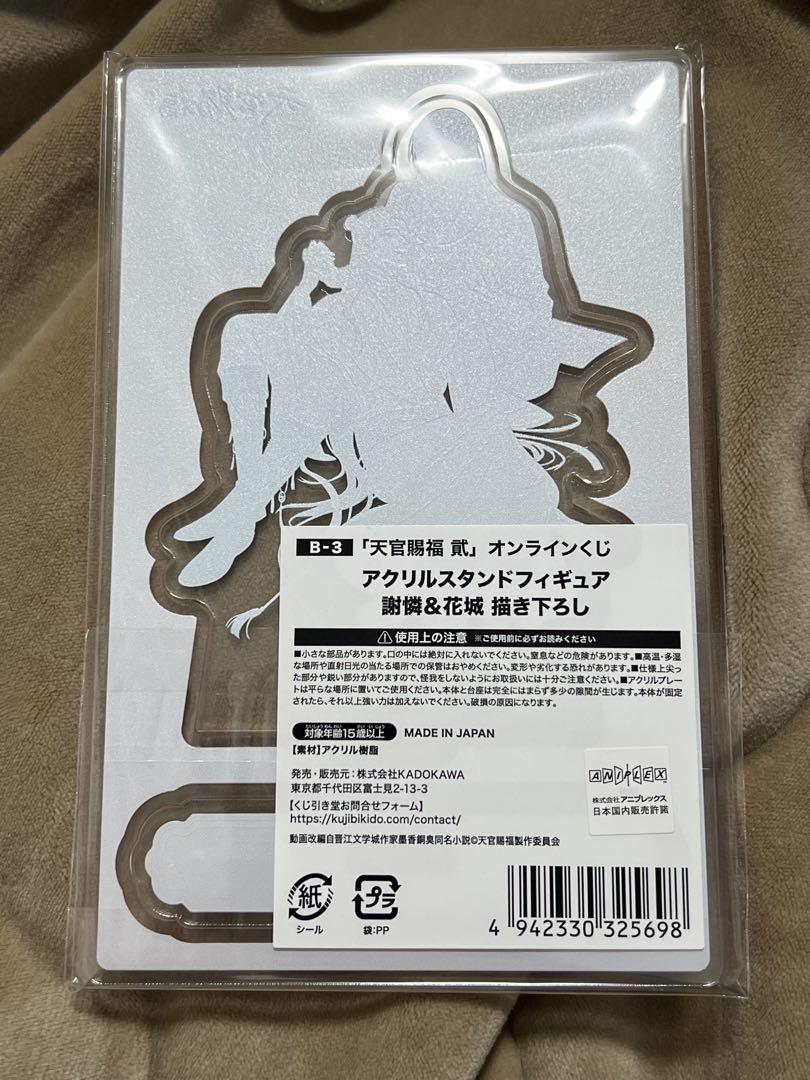 B-3 「天官賜福 貮」オンラインくじ
アクリルスタンドフィギュア
謝憐&花城 描き下ろし
使用上の注意 ※ご使用前に必ずお読みください
■小さな部品があります。口の中には絶対に入れないでください。窒息などの危険があります。■高温・多湿
な場所や直射日光の当たる場所での保管はおやめください。変形や劣化する恐れがあります。■仕様上尖っ
た部分や鋭い部分がありますので、怪我をしないようにお取扱いには十分ご注意ください。■アクリルプレー
トは平らな場所に置いてご使用ください。本体と台座は完全にはまらず多少の隙間が生じます。本体が固定
されたら、それ以上強い力は加えないでください。破損の原因になります。
たいしょうねんれい さい いじょう
対象年齢15歳以上 MADE IN JAPAN
【素材】アクリル樹脂
発売・販売元:株式会社KADOKAWA
東京都千代田区富士見2-13-3
【くじ引き堂お問合せフォーム】
https://kujibikido.com/contact/
ANIPLEX
株式会社アニプレックス
日本国内販売許諾
動画改編自晋江文学城作家墨香銅臭同名小説©天官賜福製作委員会
紙
シール
プラ
袋:PP
4 942330 325698